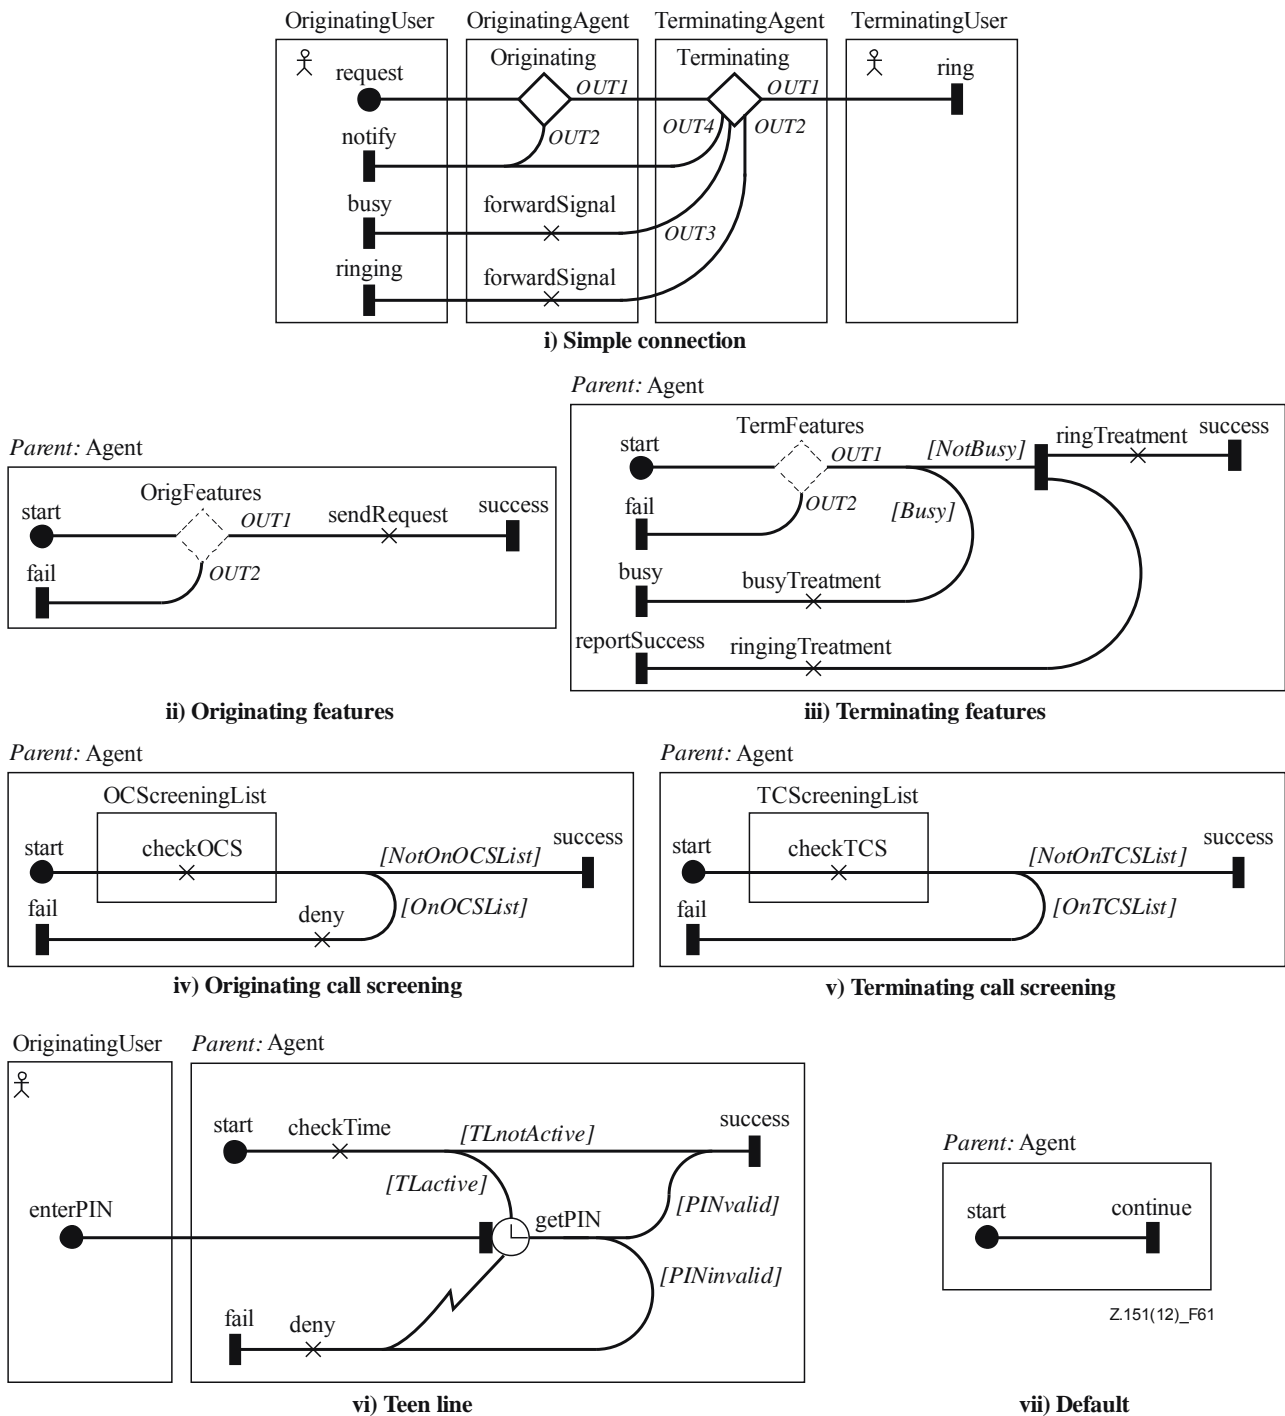 OriginatingUser OriginatingAgent TerminatingAgent TerminatingUser
Originating Terminating
request OUT1 OUT1 ring
notify OUT2 OUT4 OUT2
busy forwardSignal OUT3
ringing forwardSignal
i) Simple connection
Parent: Agent
OrigFeatures
start OUT1 sendRequest success
fail OUT2
ii) Originating features
Parent: Agent
TermFeatures
start OUT1 [NotBusy] ringTreatment success
fail OUT2 [Busy]
busy busyTreatment
reportSuccess ringingTreatment
iii) Terminating features
Parent: Agent
OCScreeningList
start checkOCS [NotOnOCSList] success
fail deny [OnOCSList]
iv) Originating call screening
Parent: Agent
TCScreeningList
start checkTCS [NotOnTCSList] success
fail [OnTCSList]
v) Terminating call screening
OriginatingUser Parent: Agent
start checkTime [TLnotActive] success
[TLactive]
enterPIN getPIN [PINvalid]
[PINinvalid]
fail deny
vi) Teen line
Parent: Agent
start continue
Z.151(12)_F61
vii) Default